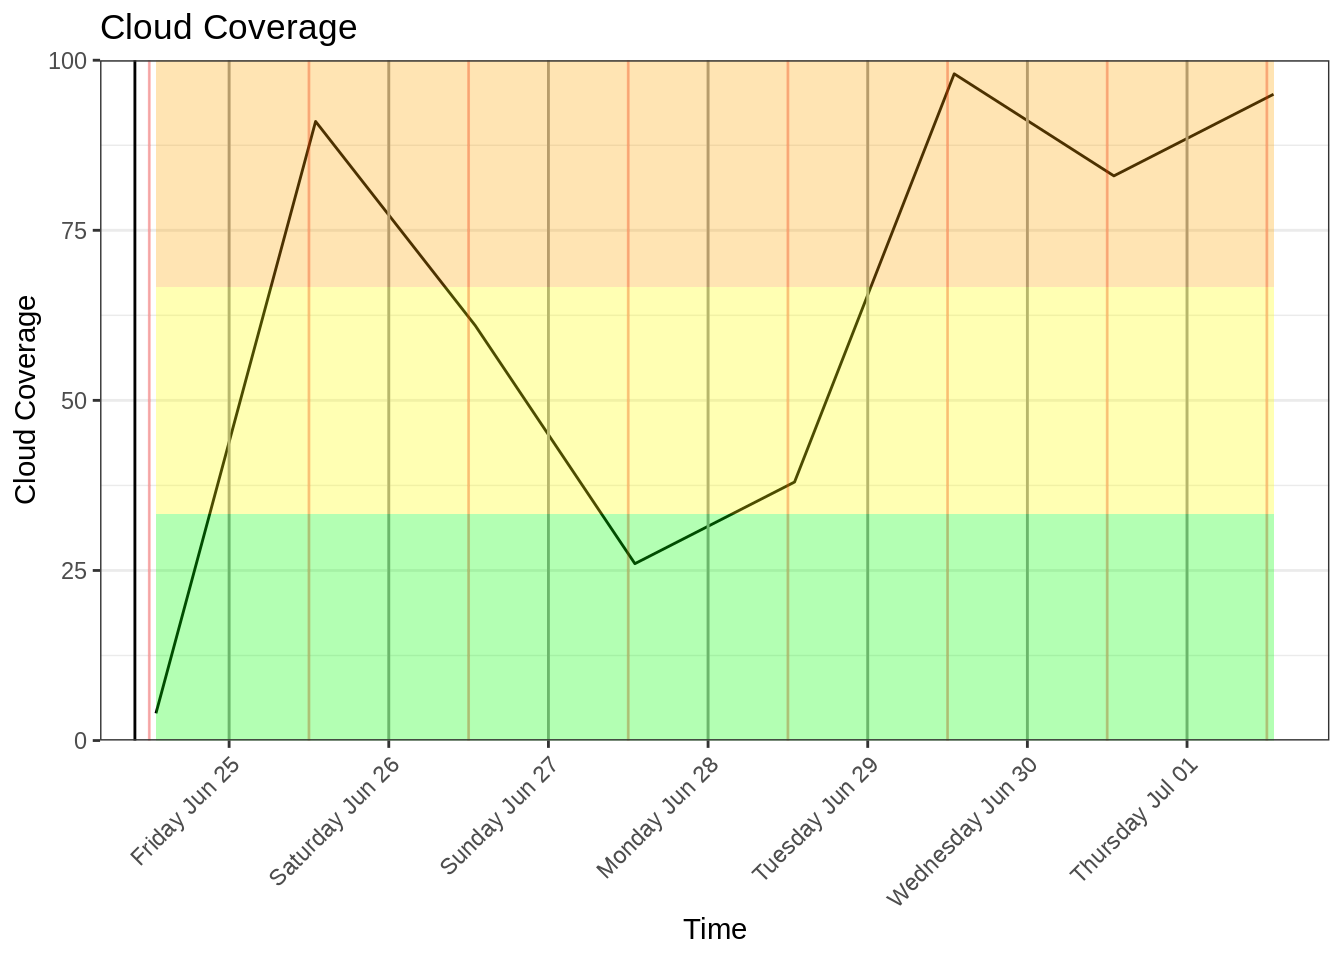 Cloud Coverage
100
75
50
25
0
Cloud Coverage
Friday Jun 25
Saturday Jun 26
Sunday Jun 27
Monday Jun 28
Tuesday Jun 29
Wednesday Jun 30
Thursday Jul 01
Time